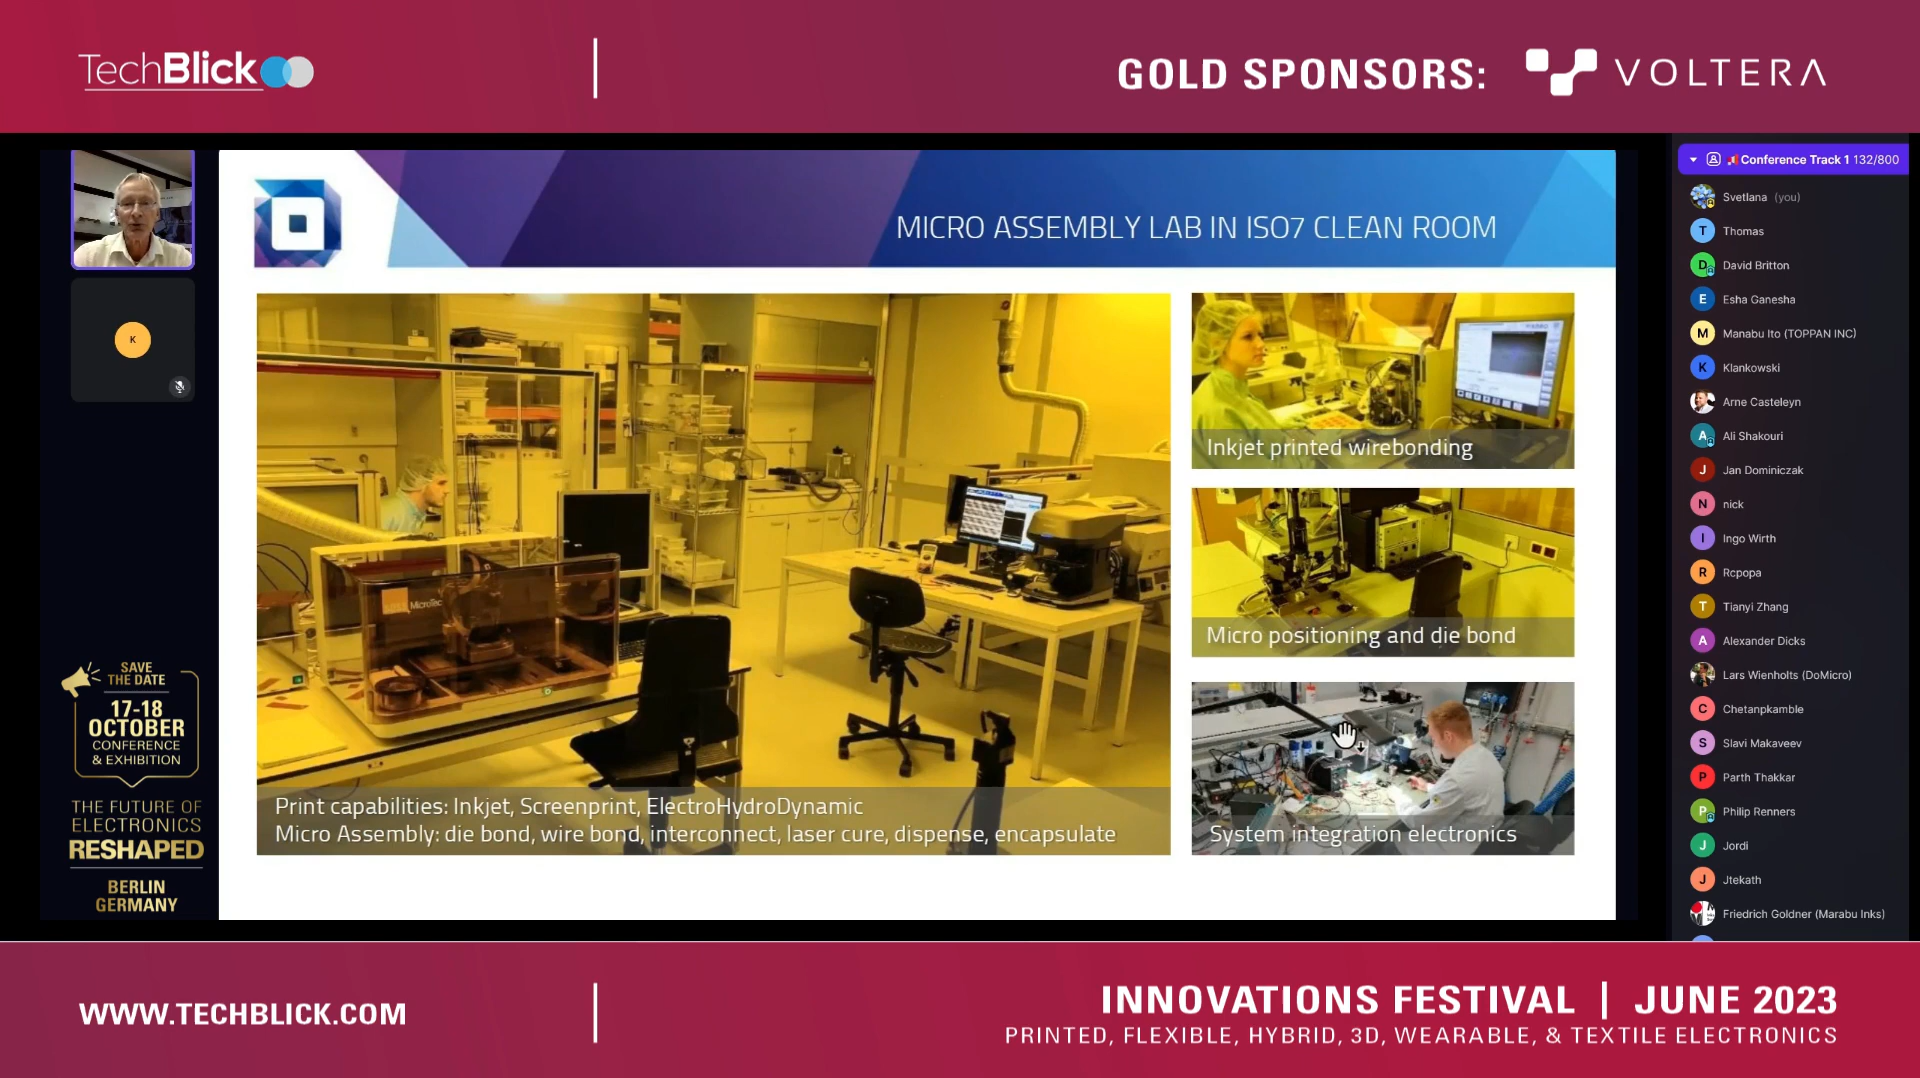 TechBlick
GOLD SPONSORS:
VOLTERA
MICRO ASSEMBLY LAB IN ISO7 CLEAN ROOM
K
MicroTec
Print capabilities: Inkjet, Screenprint, ElectroHydroDynamic
Micro Assembly: die bond, wire bond, interconnect, laser cure, dispense, encapsulate
Inkjet printed wirebonding
Micro positioning and die bond
System integration electronics
SAVE
THE DATE
17-18
OCTOBER
CONFERENCE
& EXHIBITION
THE FUTURE OF
ELECTRONICS
RESHAPED
BERLIN
GERMANY
Conference Track 1 132/800
Svetlana (you)
T Thomas
D David Britton
E Esha Ganesha
M Manabu Ito (TOPPAN INC)
K Klankowski
Arne Casteleyn
A Ali Shakouri
J Jan Dominiczak
N nick
I Ingo Wirth
R Rcpopa
T Tianyi Zhang
A Alexander Dicks
Lars Wienholts (DoMicro)
C Chetanpkamble
S Slavi Makaveev
P Parth Thakkar
P Philip Renners
J Jordi
J Jtekath
Friedrich Goldner (Marabu Inks)
WWW.TECHBLICK.COM
INNOVATIONS FESTIVAL | JUNE 2023
PRINTED, FLEXIBLE, HYBRID, 3D, WEARABLE, & TEXTILE ELECTRONICS